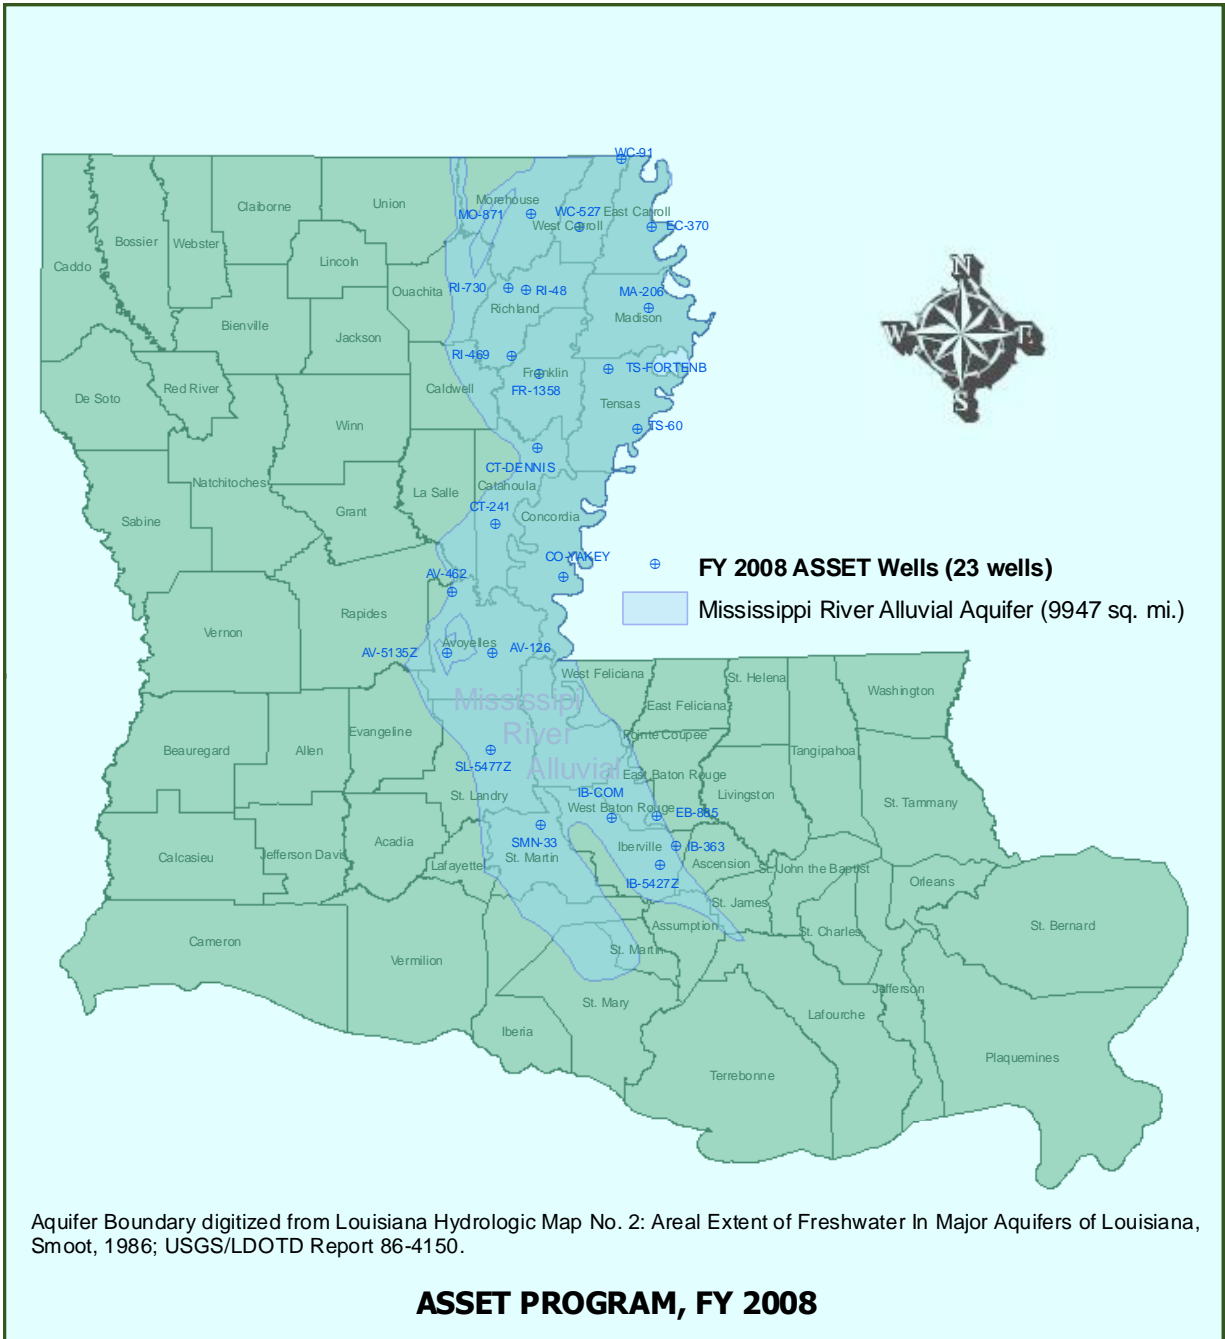 WC-91
Morehouse
Claiborne
Union
MO-871
WC-527
East Carroll
West Carroll
EC-370
Bossier
Webster
Lincoln
Caddo
Ouachita
RI-730
RI-48
MA-206
Richland
Madison
Bienville
Jackson
RI-469
Franklin
TS-FORTENB
FR-1358
Red River
Caldwell
De Soto
Tensas
Winn
TS-60
CT-DENNIS
Natchitoches
La Salle
Catahoula
Sabine
Grant
CT-241
Concordia
CO-YAKEY
AV-462
Rapides
Vernon
AV-5135Z
Avoyelles
AV-126
N
W
E
S
FY 2008 ASSET Wells (23 wells)
Mississippi River Alluvial Aquifer (9947 sq. mi.)
West Feliciana
St. Helena
Washington
East Feliciana
Mississipi
River
Alluvial
Evangeline
Pointe Coupee
Beauregard
Allen
Tangipahoa
SL-5477Z
East Baton Rouge
St. Landry
IB-COM
Livingston
St. Tammany
West Baton Rouge
EB-885
SMN-33
Iberville
IB-363
Calcasieu
Jefferson Davis
Acadia
Lafayette
St. Martin
Ascension
St. John the Baptist
IB-5427Z
Orleans
St. James
Assumption
St. Charles
St. Bernard
Cameron
Vermilion
St. Martin
Jefferson
St. Mary
Lafourche
Iberia
Plaquemines
Terrebonne
Aquifer Boundary digitized from Louisiana Hydrologic Map No. 2: Areal Extent of Freshwater In Major Aquifers of Louisiana,
Smoot, 1986; USGS/LDOTD Report 86-4150.
ASSET PROGRAM, FY 2008